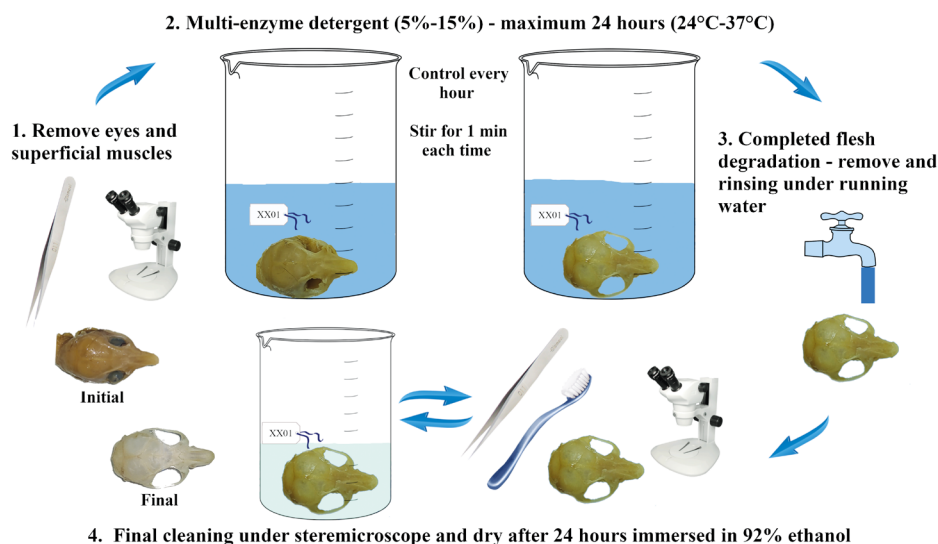 2. Multi-enzyme detergent (5%-15%) - maximum 24 hours (24°C-37°C)
Control every
hour
Stir for 1 min
each time
1. Remove eyes and
superficial muscles
3. Completed flesh
degradation - remove and
rinsing under running
water
XX01
XX01
Initial
XX01
Final
4. Final cleaning under steremicroscope and dry after 24 hours immersed in 92% ethanol